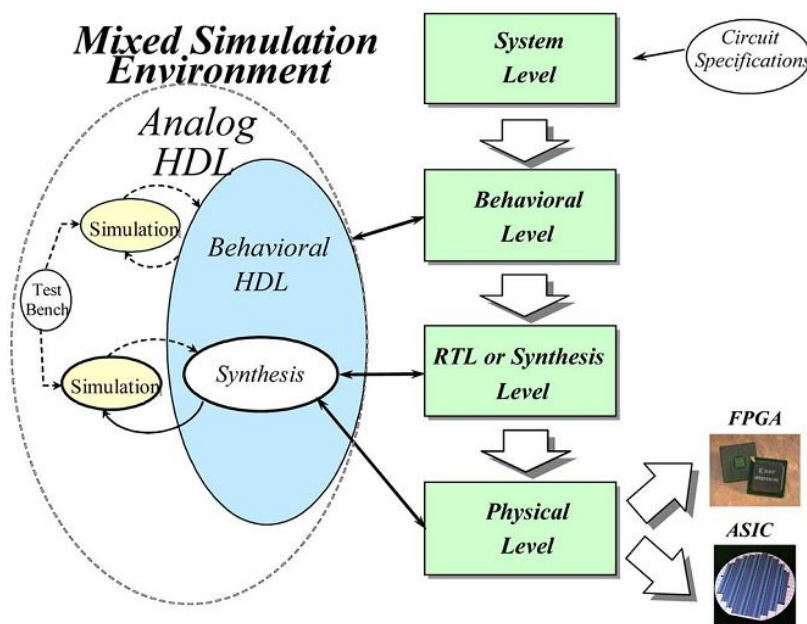 Mixed Simulation
Environment
Analog
HDL
Simulation
Behavioral
HDL
Test
Bench
Simulation
Synthesis
System
Level
Circuit
Specifications
Behavioral
Level
RTL or Synthesis
Level
Physical
Level
FPGA
ASIC